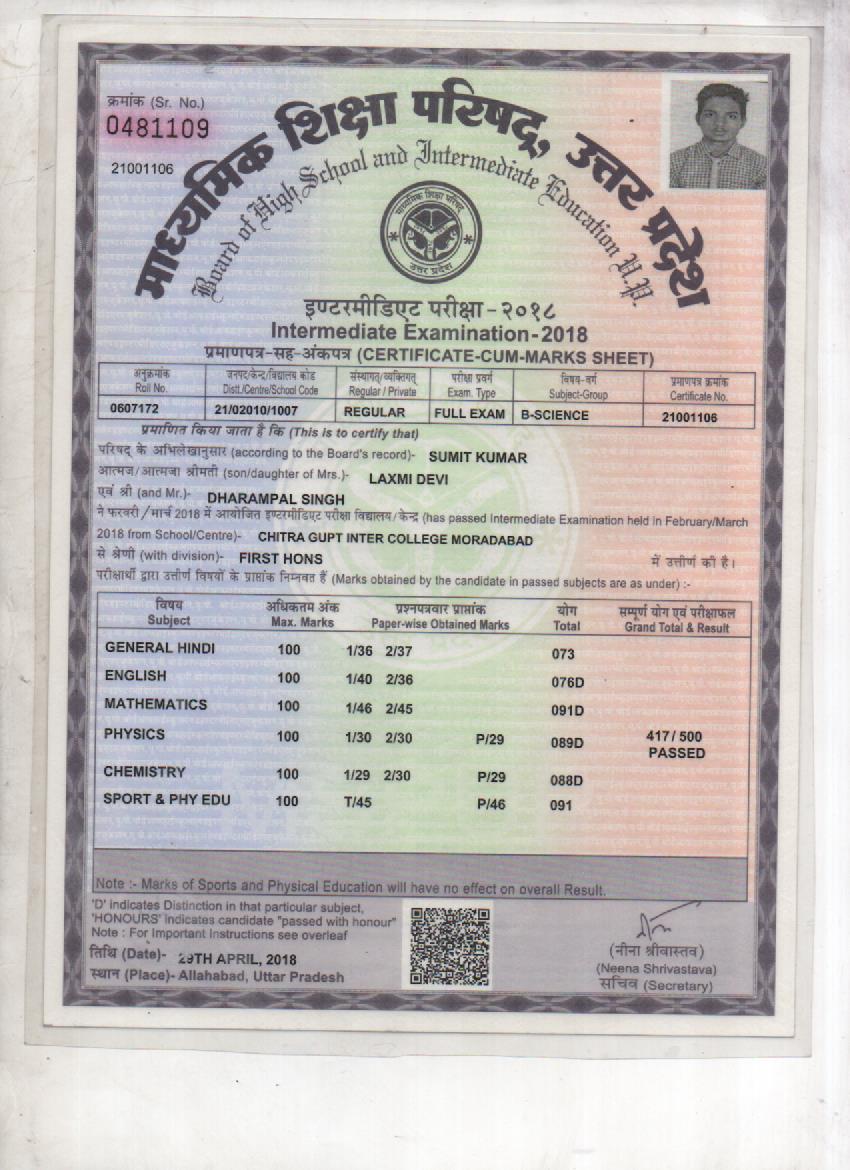 क्रमांक (Sr. No.)
0481109
21001106
माध्यमिक शिक्षा परिषद्, उत्तर प्रदेश
Board of High School and Intermediate Education U.P.
माध्यमिक शिक्षा परिषद्
उत्तर प्रदेश
इण्टरमीडिएट परीक्षा - २०१८
Intermediate Examination-2018
प्रमाणपत्र-सह-अंकपत्र (CERTIFICATE-CUM-MARKS SHEET)
अनुक्रमांक जनपद/केन्द्र/विद्यालय कोड संस्थागत/व्यक्तिगत परीक्षा प्रवर्ग विषय-वर्ग प्रमाणपत्र क्रमांक
Roll No. Distt./Centre/School Code Regular / Private Exam. Type Subject-Group Certificate No.
0607172 21/02010/1007 REGULAR FULL EXAM B-SCIENCE 21001106
प्रमाणित किया जाता है कि (This is to certify that)
परिषद के अभिलेखानुसार (according to the Board's record)- SUMIT KUMAR
आत्मज/आत्मजा श्रीमती (son/daughter of Mrs.)- LAXMI DEVI
एवं श्री (and Mr.)- DHARAMPAL SINGH
ने फरवरी/मार्च 2018 में आयोजित इण्टरमीडिएट परीक्षा विद्यालय/केन्द्र (has passed Intermediate Examination held in February/March
2018 from School/Centre)- CHITRA GUPT INTER COLLEGE MORADABAD
से श्रेणी (with division)- FIRST HONS में उत्तीर्ण की है।
परीक्षार्थी द्वारा उत्तीर्ण विषयों के प्राप्तांक निम्नवत हैं (Marks obtained by the candidate in passed subjects are as under) :-
विषय अधिकतम अंक प्रश्नपत्रवार प्राप्तांक योग सम्पूर्ण योग एवं परीक्षाफल
Subject Max. Marks Paper-wise Obtained Marks Total Grand Total & Result
GENERAL HINDI 100 1/36 2/37 073
ENGLISH 100 1/40 2/36 076D
MATHEMATICS 100 1/46 2/45 091D
PHYSICS 100 1/30 2/30 P/29 089D 417/500
PASSED
CHEMISTRY 100 1/29 2/30 P/29 088D
SPORT & PHY EDU 100 T/45 P/46 091
Note :- Marks of Sports and Physical Education will have no effect on overall Result.
'D' indicates Distinction in that particular subject,
'HONOURS' indicates candidate "passed with honour"
Note : For Important Instructions see overleaf
तिथि (Date)- 29TH APRIL, 2018
स्थान (Place)- Allahabad, Uttar Pradesh
(नीना श्रीवास्तव)
(Neena Shrivastava)
सचिव (Secretary)